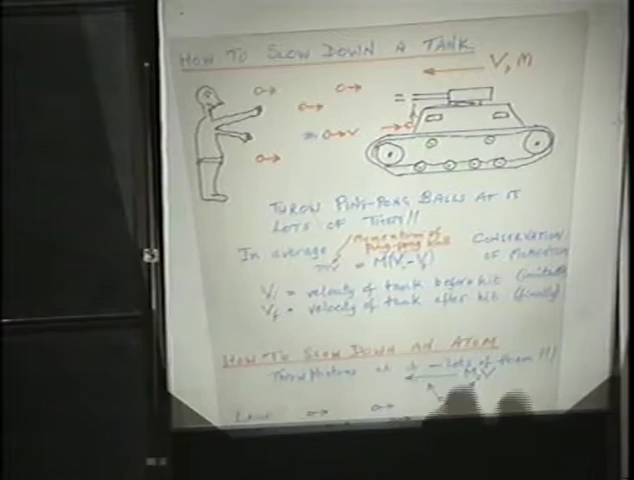 HOW TO SLOW DOWN A TANK
V, M
THROW PING-PONG BALLS AT IT
LOTS OF THEM!!
Momentum of
ping-pong ball
In average
CONSERVATION
OF MOMENTUM
mv = M(Vi - Vf)
Vi = velocity of tank before hit (initial)
Vf = velocity of tank after hit (final)
HOW TO SLOW DOWN AN ATOM
Throw photons at it - lots of them!!!
M, V